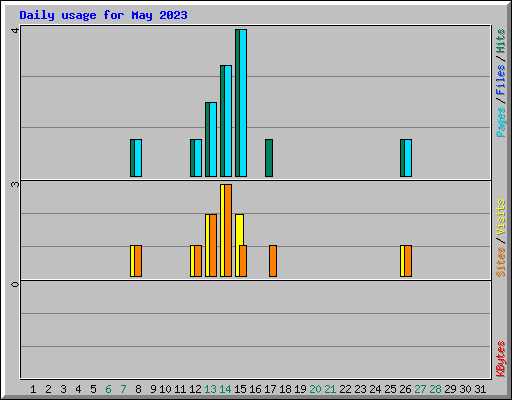 Daily usage for May 2023
4
3
0
Pages / Files / Hits
Sites / Visits
KBytes
1 2 3 4 5 6 7 8 9 10 11 12 13 14 15 16 17 18 19 20 21 22 23 24 25 26 27 28 29 30 31